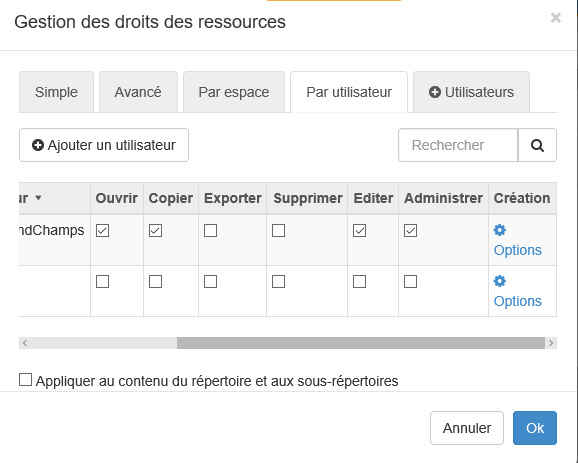 Gestion des droits des ressources
×
Simple Avancé Par espace Par utilisateur Utilisateurs
Ajouter un utilisateur Rechercher
ur Ouvrir Copier Exporter Supprimer Editer Administrer Création
ndChamps
Options
Options
Appliquer au contenu du répertoire et aux sous-répertoires
Annuler Ok